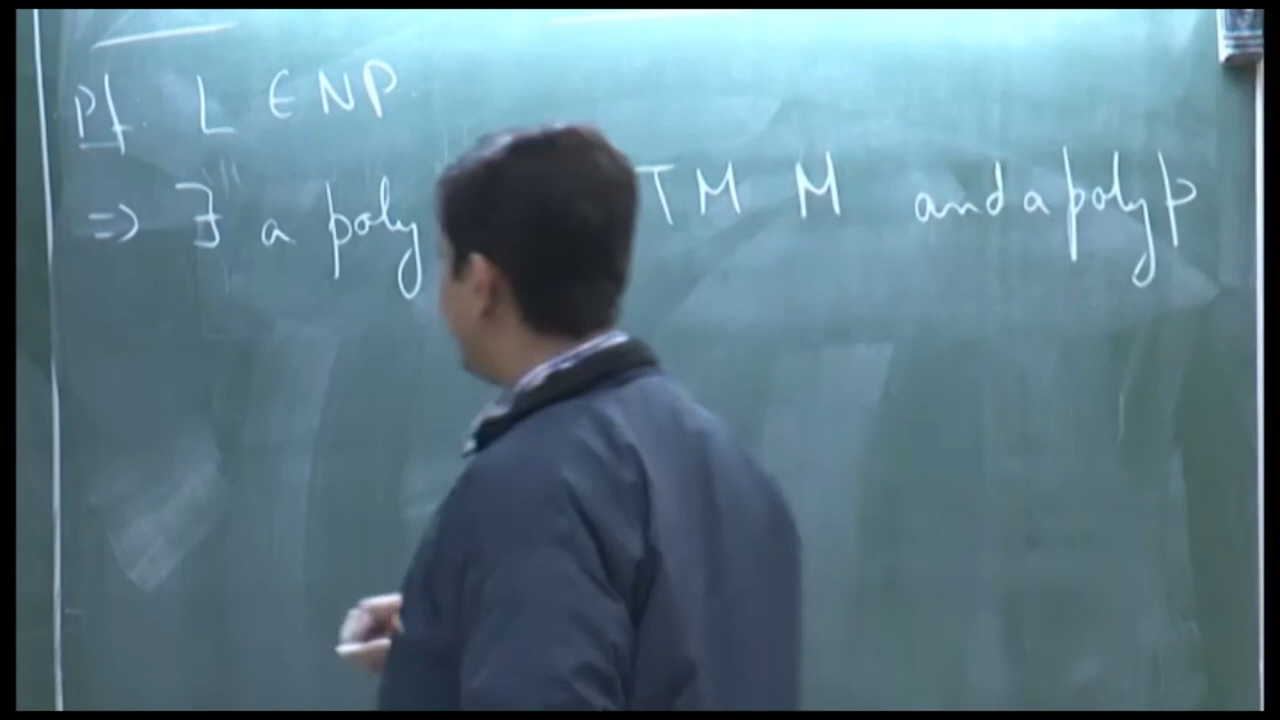 Pf. L ∈ NP
⇒ ∃ a poly TM M and a poly p